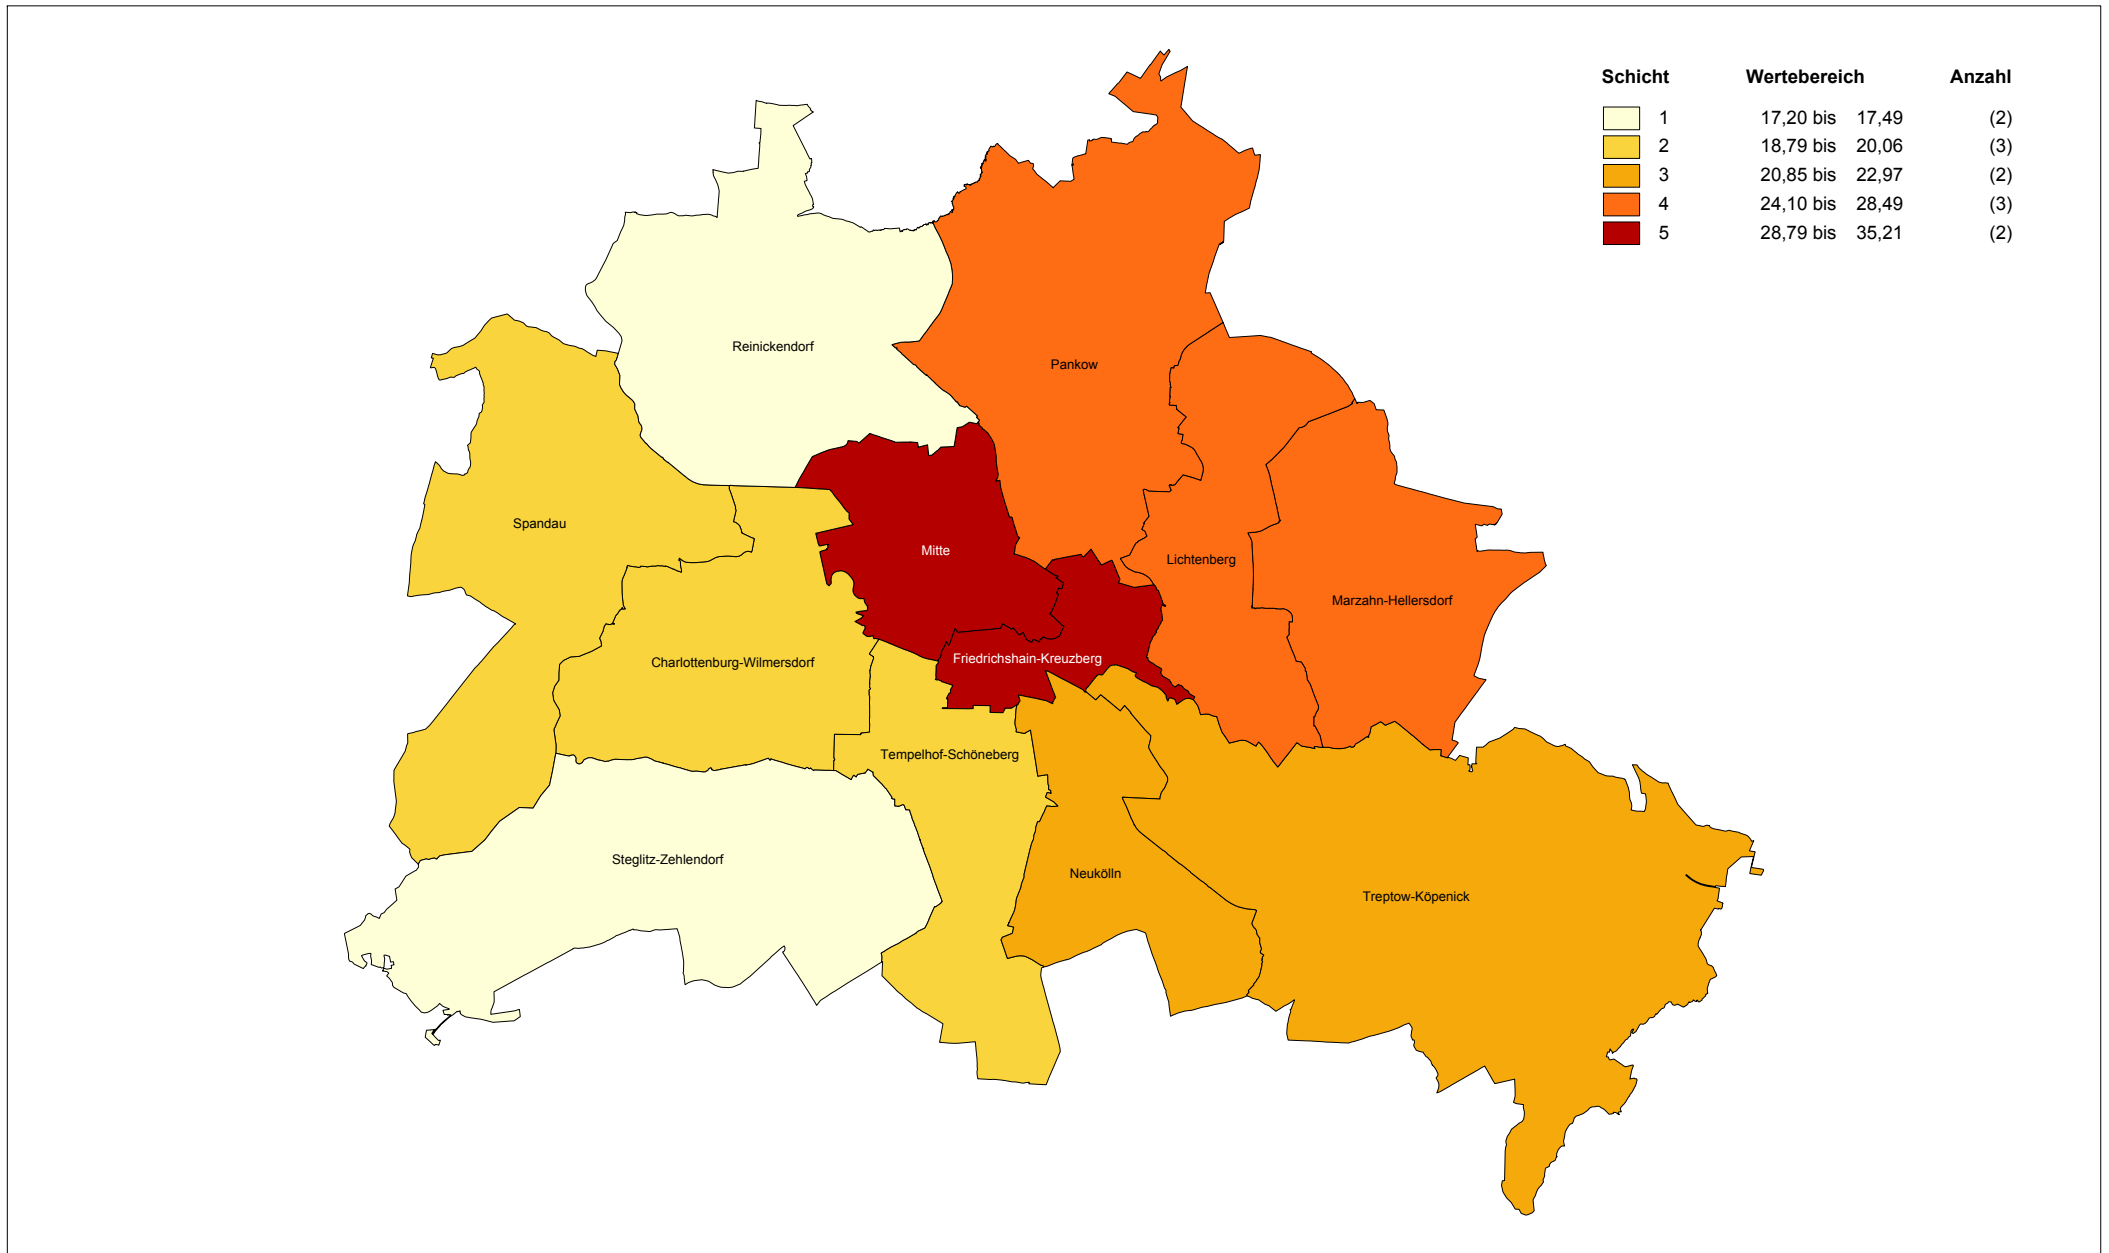 Schicht Wertebereich Anzahl
1 17,20 bis 17,49 (2)
2 18,79 bis 20,06 (3)
3 20,85 bis 22,97 (2)
4 24,10 bis 28,49 (3)
5 28,79 bis 35,21 (2)
Reinickendorf
Pankow
Spandau
Mitte
Lichtenberg
Marzahn-Hellersdorf
Charlottenburg-Wilmersdorf
Friedrichshain-Kreuzberg
Tempelhof-Schöneberg
Steglitz-Zehlendorf
Neukölln
Treptow-Köpenick